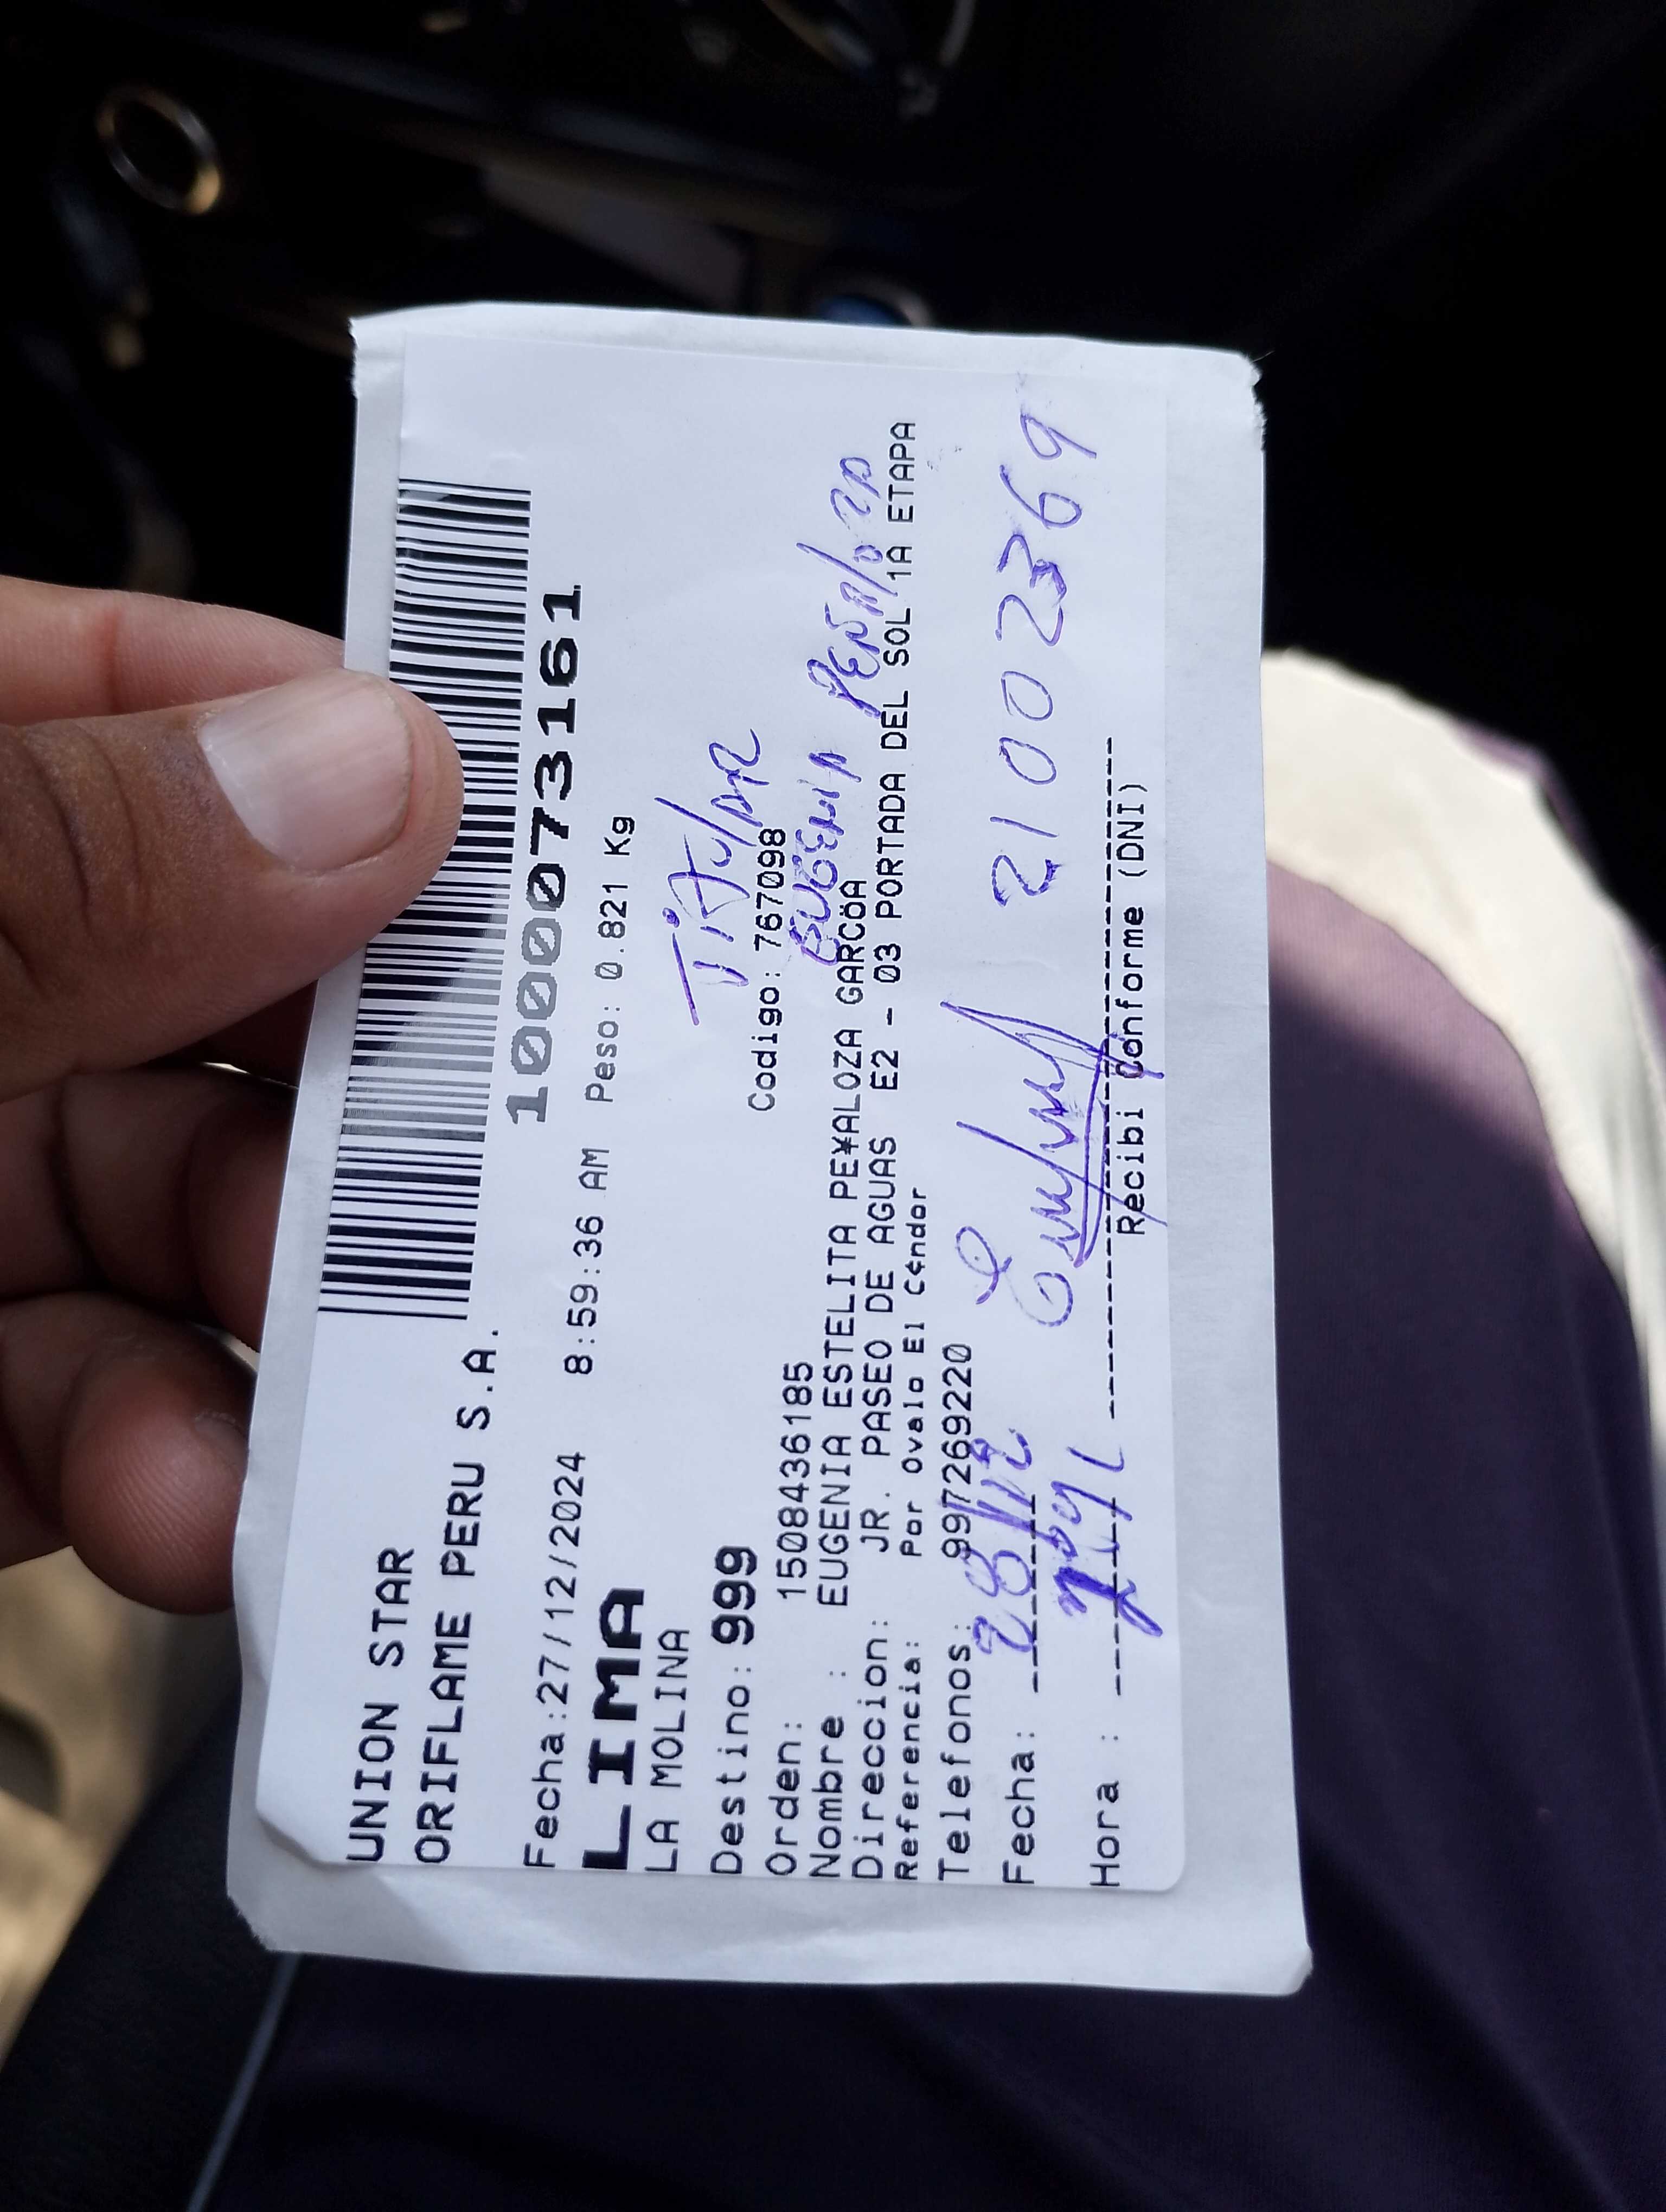 UNION STAR
ORIFLAME PERU S.A.
1000073161
Fecha:27/12/2024 8:59:36 AM Peso: 0.821 Kg
LIMA
LA MOLINA
TiTulAR
Destino: 999
Codigo: 767098
Orden: 15084436185
EUGENIA PEÑAlOZA
Nombre : EUGENIA ESTELITA PE¥ALOZA GARCÖA
Direccion: JR. PASEO DE AGUAS E2 - 03 PORTADA DEL SOL 1A ETAPA
Referencia: Por Ovalo El C¢ndor
Telefonos: 997269220
Fecha: 28/12
21002369
Hora :
Recibi Conforme (DNI)